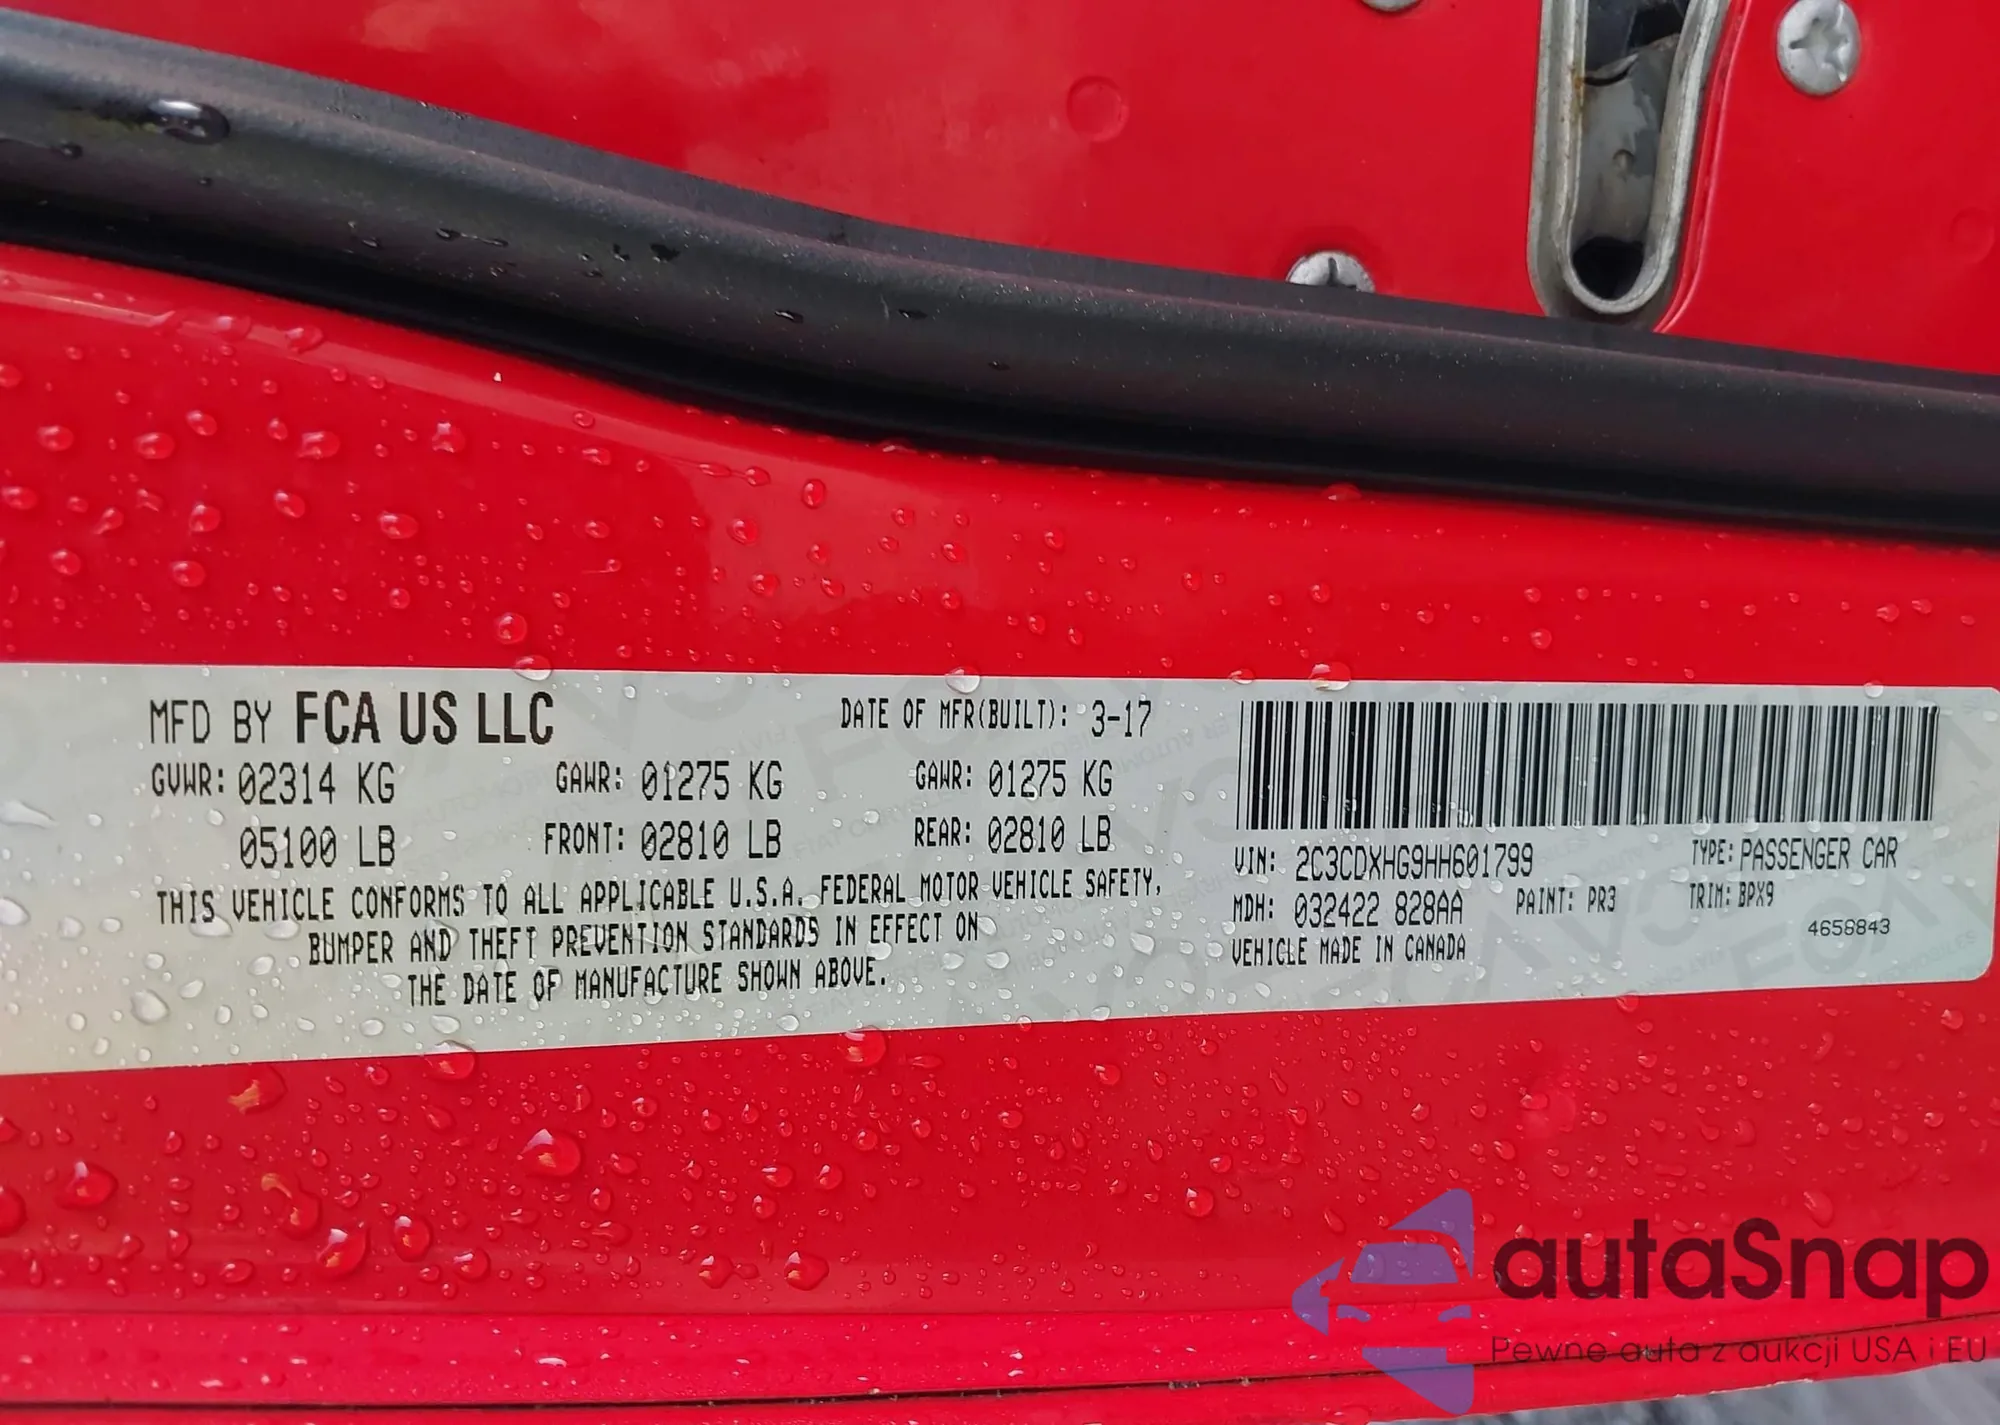 MFD BY FCA US LLC DATE OF MFR(BUILT): 3-17
GVWR: 02314 KG GAWR: 01275 KG GAWR: 01275 KG
05100 LB FRONT: 02810 LB REAR: 02810 LB
THIS VEHICLE CONFORMS TO ALL APPLICABLE U.S.A. FEDERAL MOTOR VEHICLE SAFETY,
BUMPER AND THEFT PREVENTION STANDARDS IN EFFECT ON
THE DATE OF MANUFACTURE SHOWN ABOVE.
VIN: 2C3CDXHG9HH601799 TYPE: PASSENGER CAR
MDH: 032422 828AA PAINT: PR3 TRIM: BPX9
VEHICLE MADE IN CANADA 4658843
autaSnap
Pewne auta z aukcji USA i EU